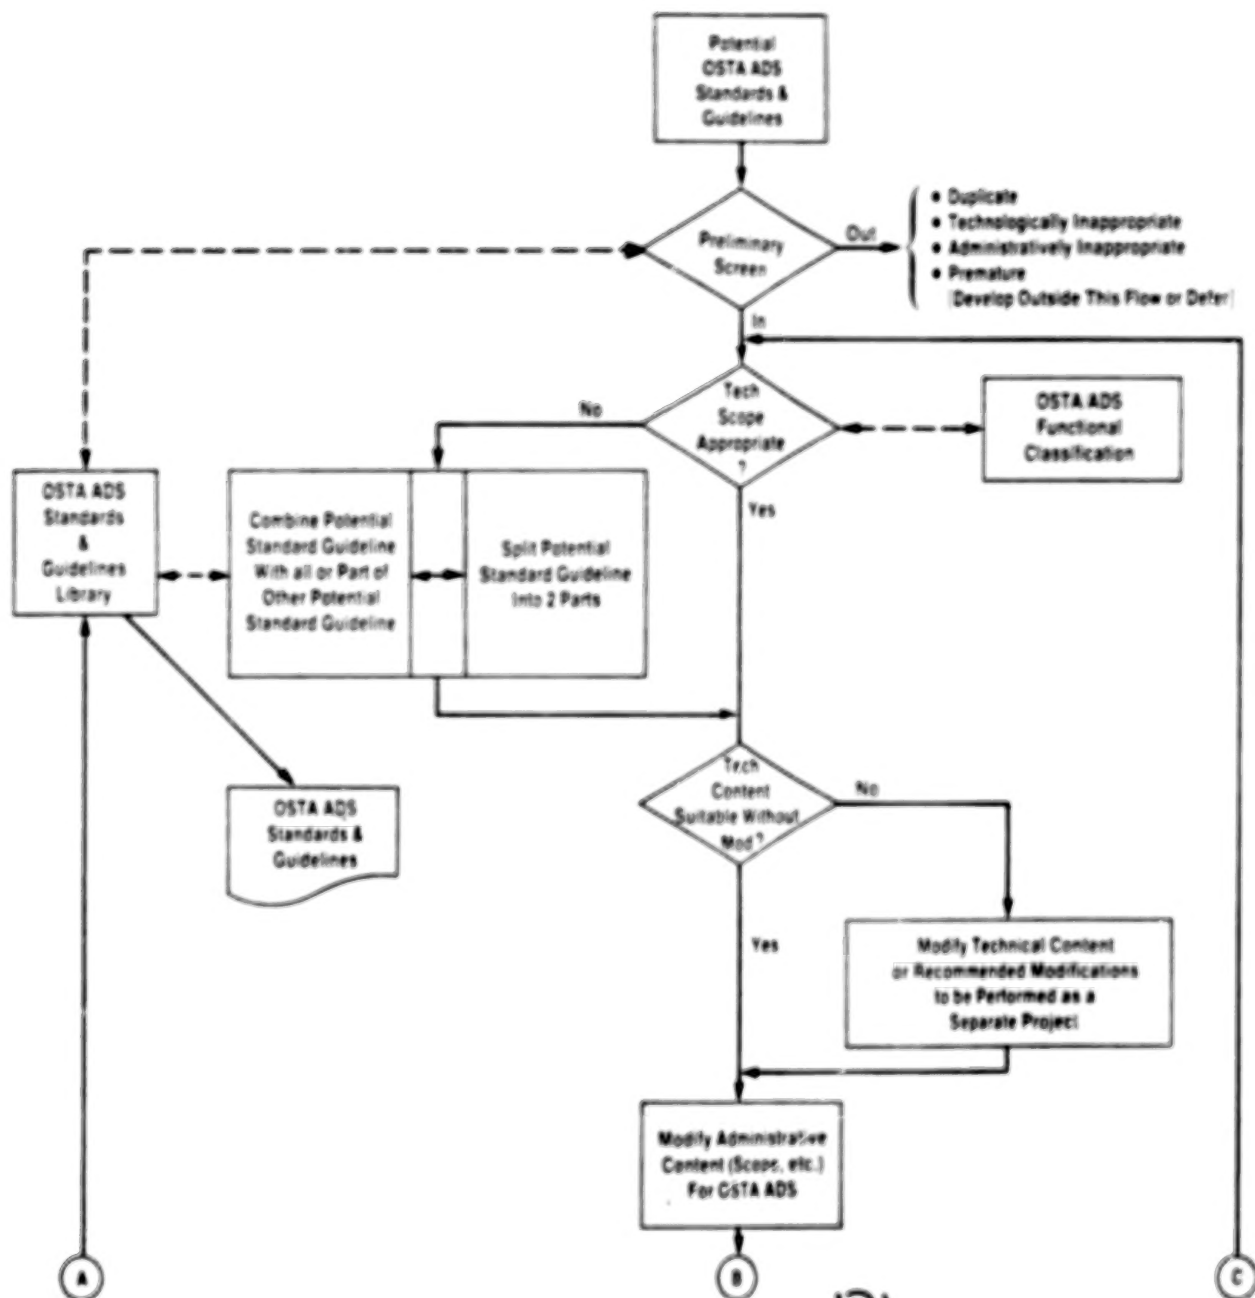 Potential
OSTA ADS
Standards &
Guidelines
Preliminary
Screen
Out
• Duplicate
• Technologically Inappropriate
• Administratively Inappropriate
• Premature
[Develop Outside This Flow or Defer]
In
Tech
Scope
Appropriate
?
No
Yes
OSTA ADS
Functional
Classification
OSTA ADS
Standards
&
Guidelines
Library
Combine Potential
Standard Guideline
With all or Part of
Other Potential
Standard Guideline
Split Potential
Standard Guideline
Into 2 Parts
OSTA ADS
Standards &
Guidelines
Tech
Content
Suitable Without
Mod?
No
Yes
Modify Technical Content
or Recommended Modifications
to be Performed as a
Separate Project
Modify Administrative
Content (Scope, etc.)
For OSTA ADS
A
B
C